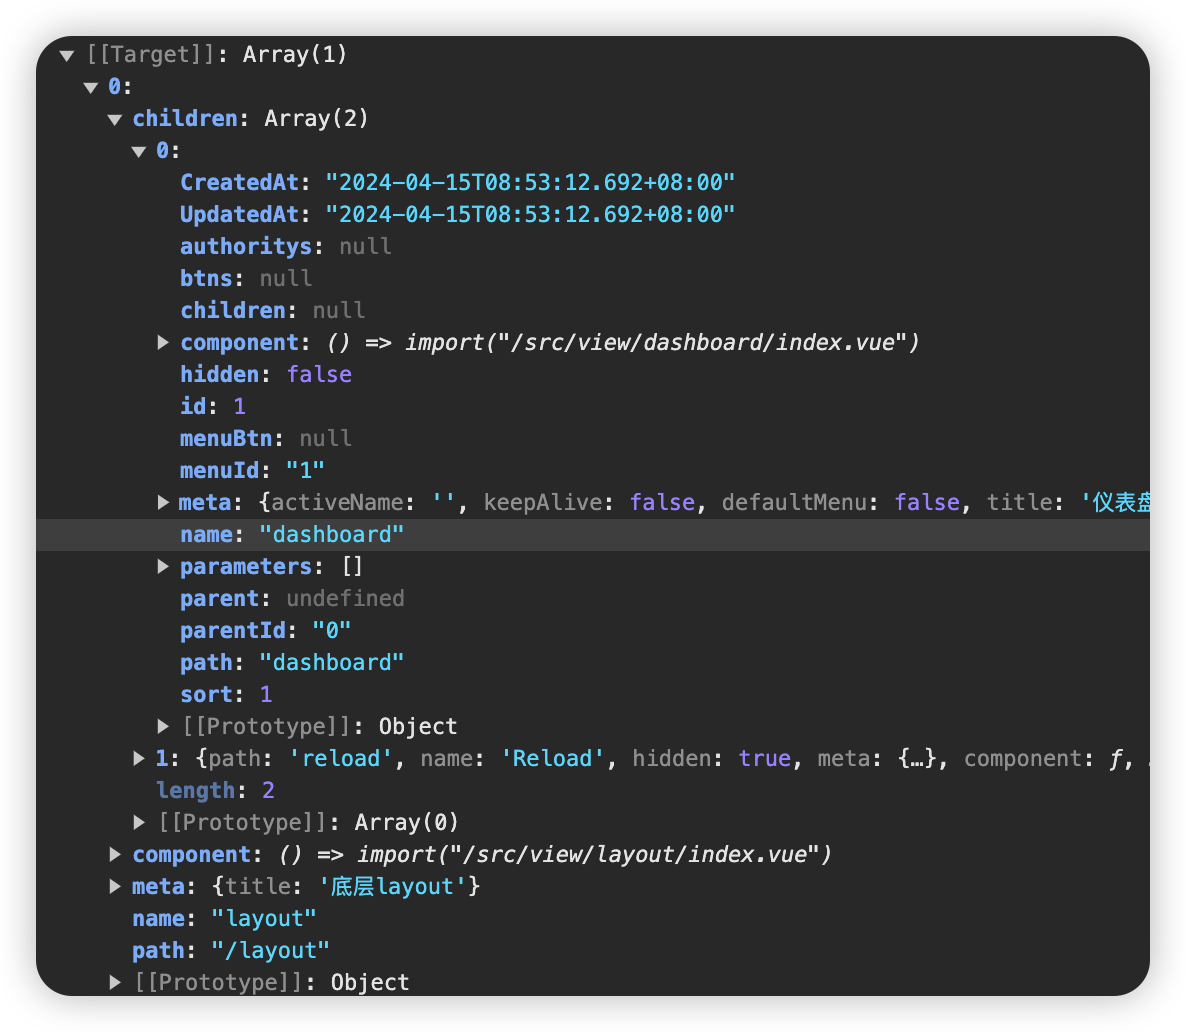 ▼ [[Target]]: Array(1)
▼ 0:
▼ children: Array(2)
▼ 0:
CreatedAt: "2024-04-15T08:53:12.692+08:00"
UpdatedAt: "2024-04-15T08:53:12.692+08:00"
authoritys: null
btns: null
children: null
▶ component: () => import("/src/view/dashboard/index.vue")
hidden: false
id: 1
menuBtn: null
menuId: "1"
▶ meta: {activeName: '', keepAlive: false, defaultMenu: false, title: '仪表盘
name: "dashboard"
▶ parameters: []
parent: undefined
parentId: "0"
path: "dashboard"
sort: 1
▶ [[Prototype]]: Object
▶ 1: {path: 'reload', name: 'Reload', hidden: true, meta: {…}, component: ƒ,
length: 2
▶ [[Prototype]]: Array(0)
▶ component: () => import("/src/view/layout/index.vue")
▶ meta: {title: '底层layout'}
name: "layout"
path: "/layout"
▶ [[Prototype]]: Object